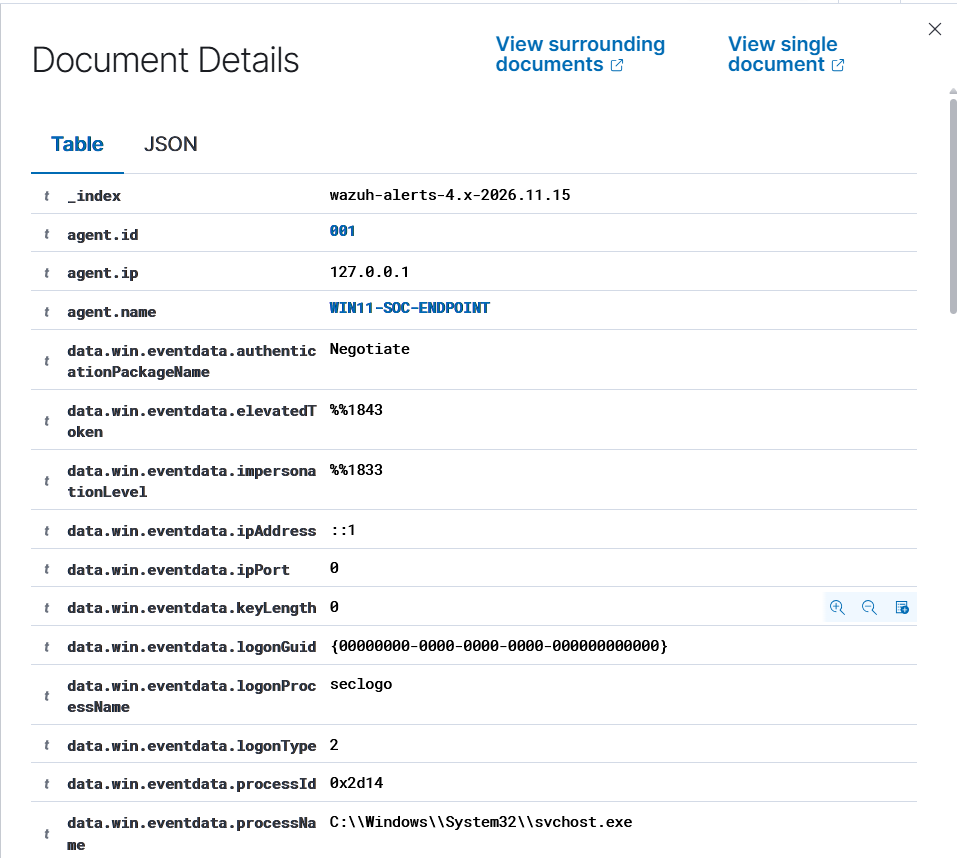 Document Details
View surrounding
documents
View single
document
Table
JSON
t _index wazuh-alerts-4.x-2026.11.15
t agent.id 001
t agent.ip 127.0.0.1
t agent.name WIN11-SOC-ENDPOINT
t data.win.eventdata.authentic
ationPackageName Negotiate
t data.win.eventdata.elevatedT
oken %%1843
t data.win.eventdata.impersona
tionLevel %%1833
t data.win.eventdata.ipAddress ::1
t data.win.eventdata.ipPort 0
t data.win.eventdata.keyLength 0
t data.win.eventdata.logonGuid {00000000-0000-0000-0000-000000000000}
t data.win.eventdata.logonProc
essName seclogo
t data.win.eventdata.logonType 2
t data.win.eventdata.processId 0x2d14
t data.win.eventdata.processNa
me C:\\Windows\\System32\\svchost.exe